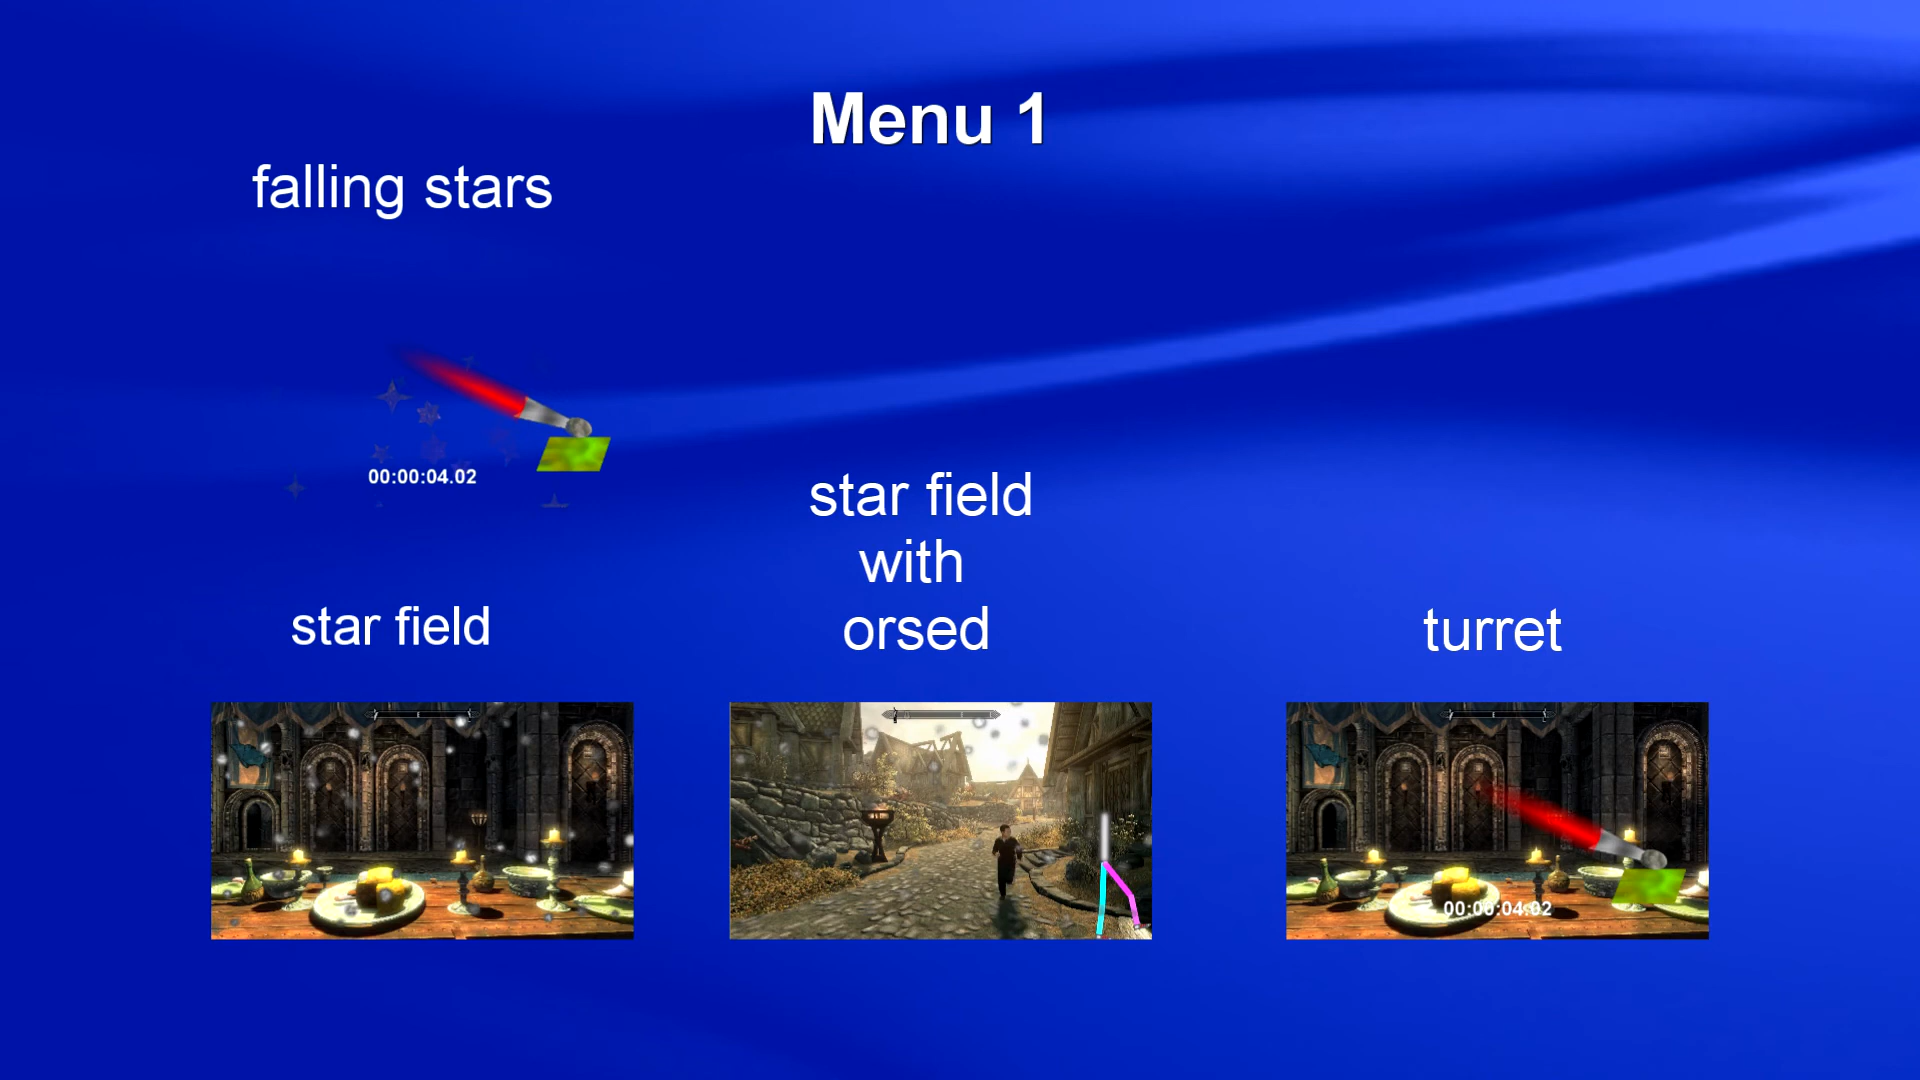 Menu 1
falling stars
00:00:04.02
star field
star field
with
orsed
turret
00:00:04.02